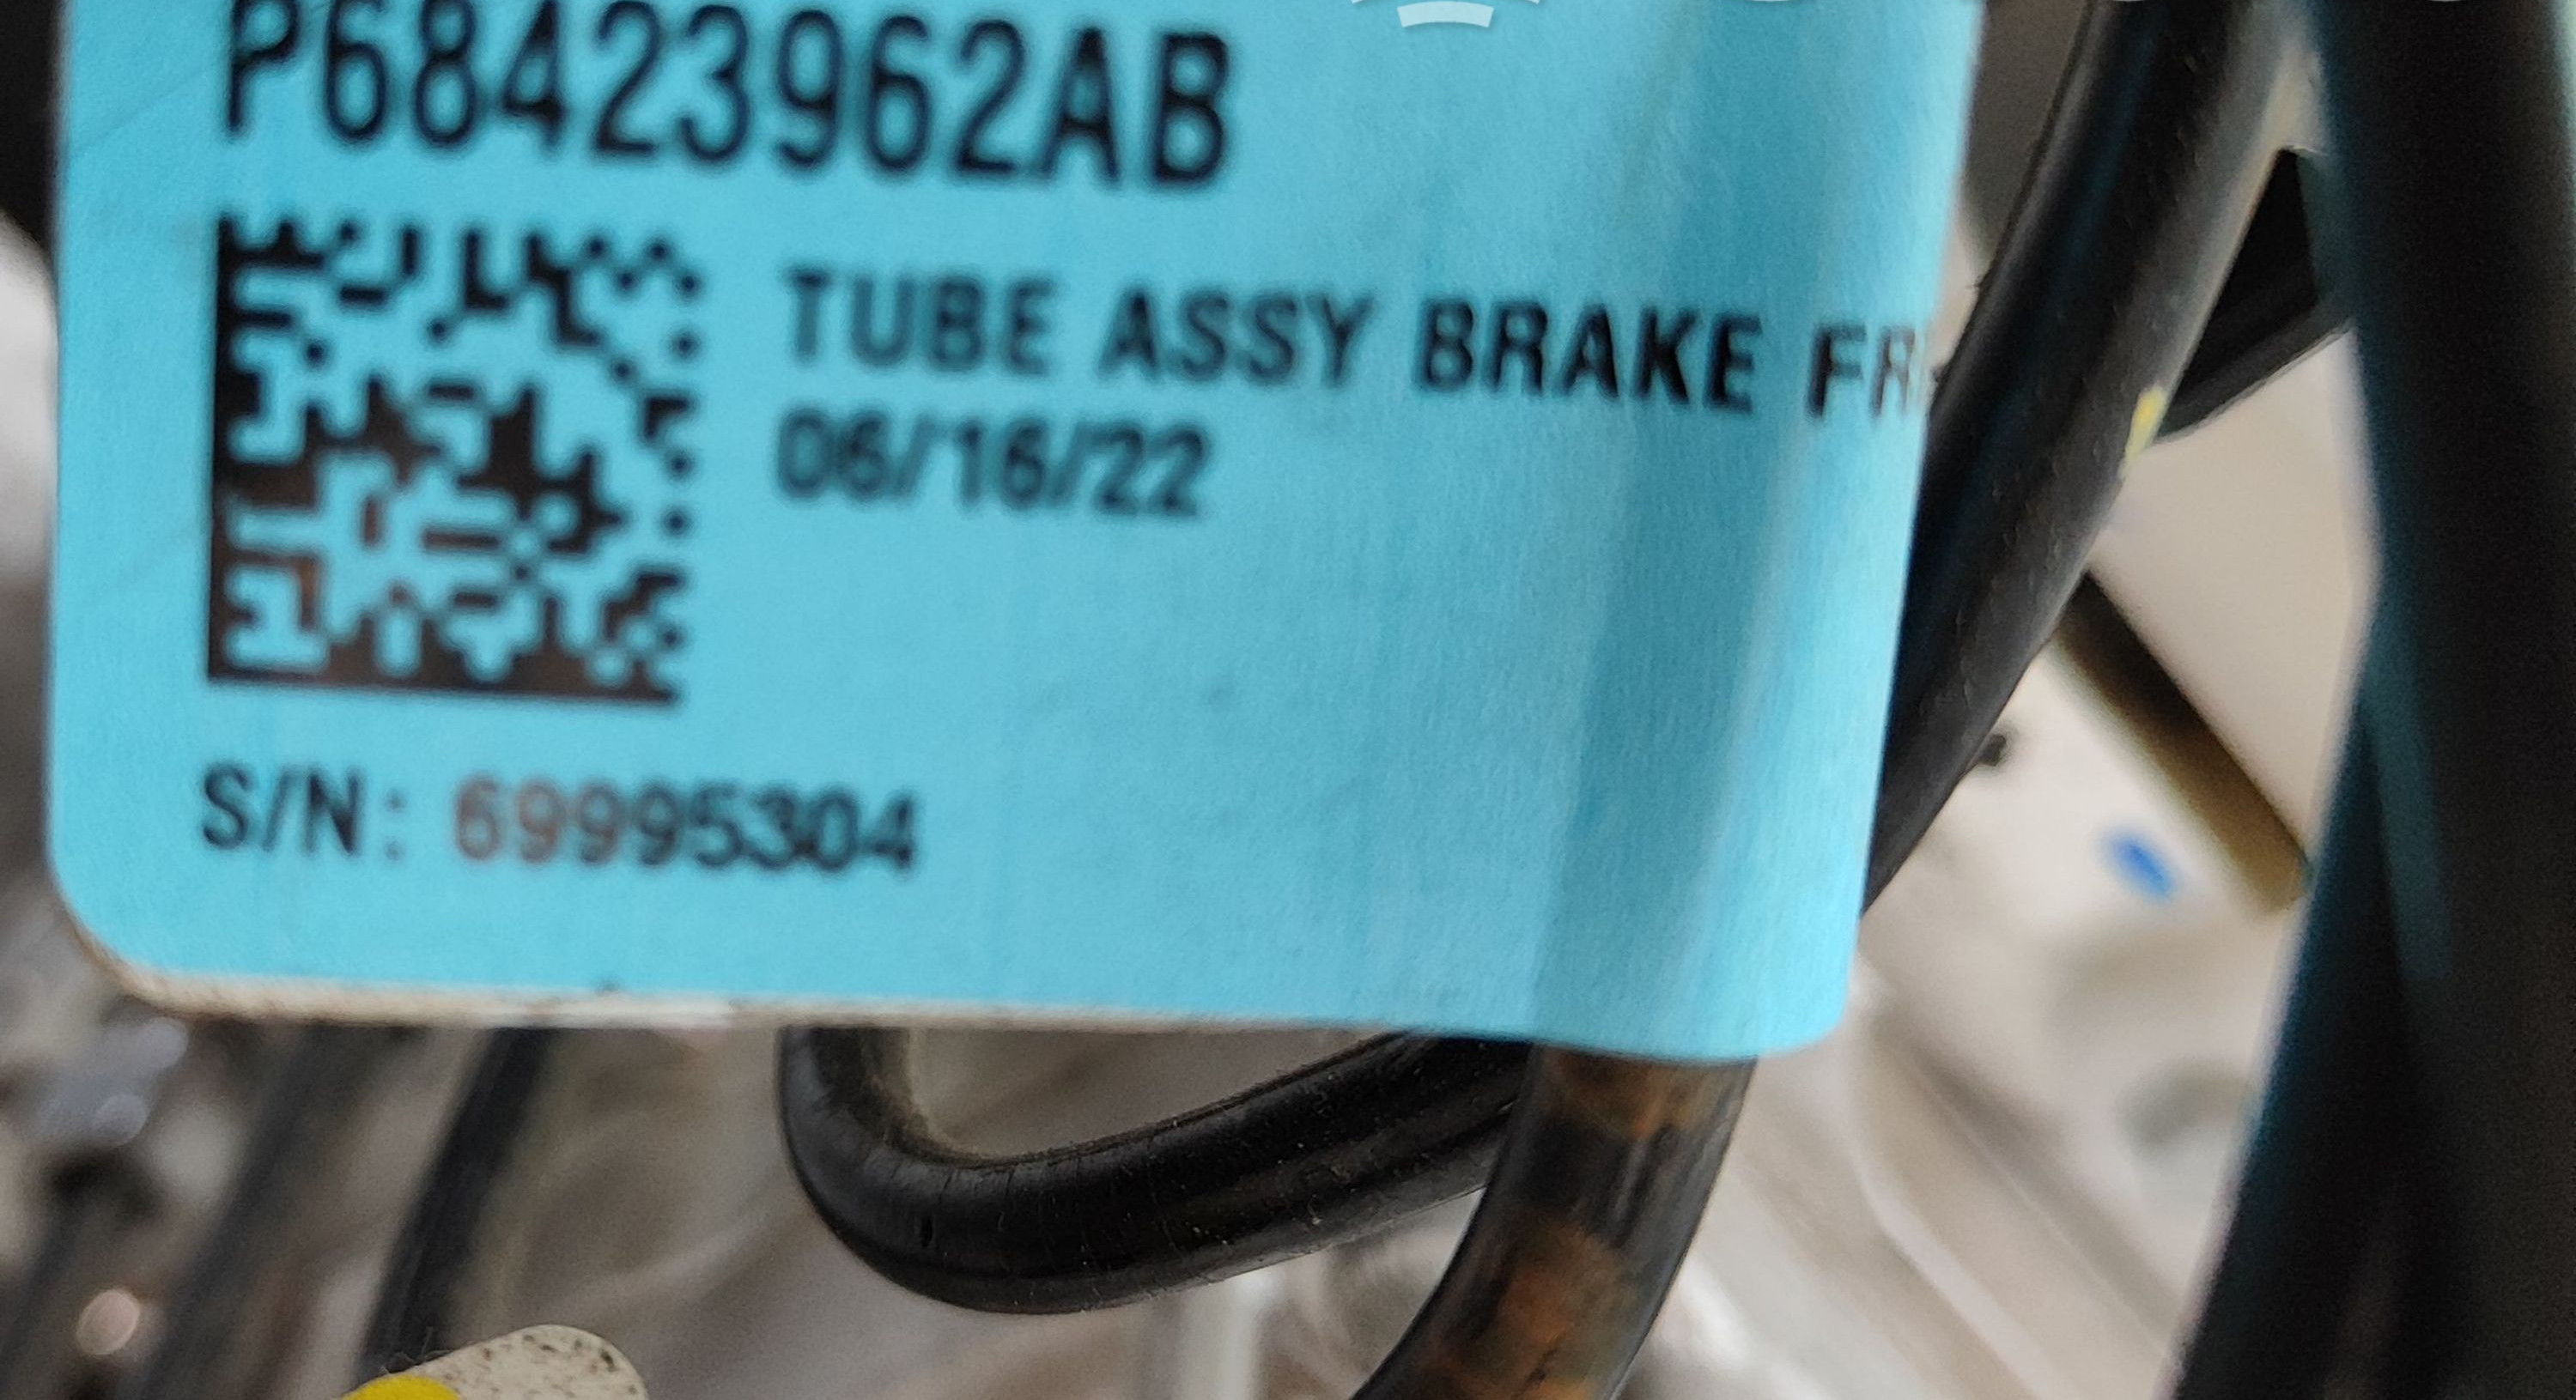 P68423962AB
TUBE ASSY BRAKE
06/16/22
S/N: 69995304